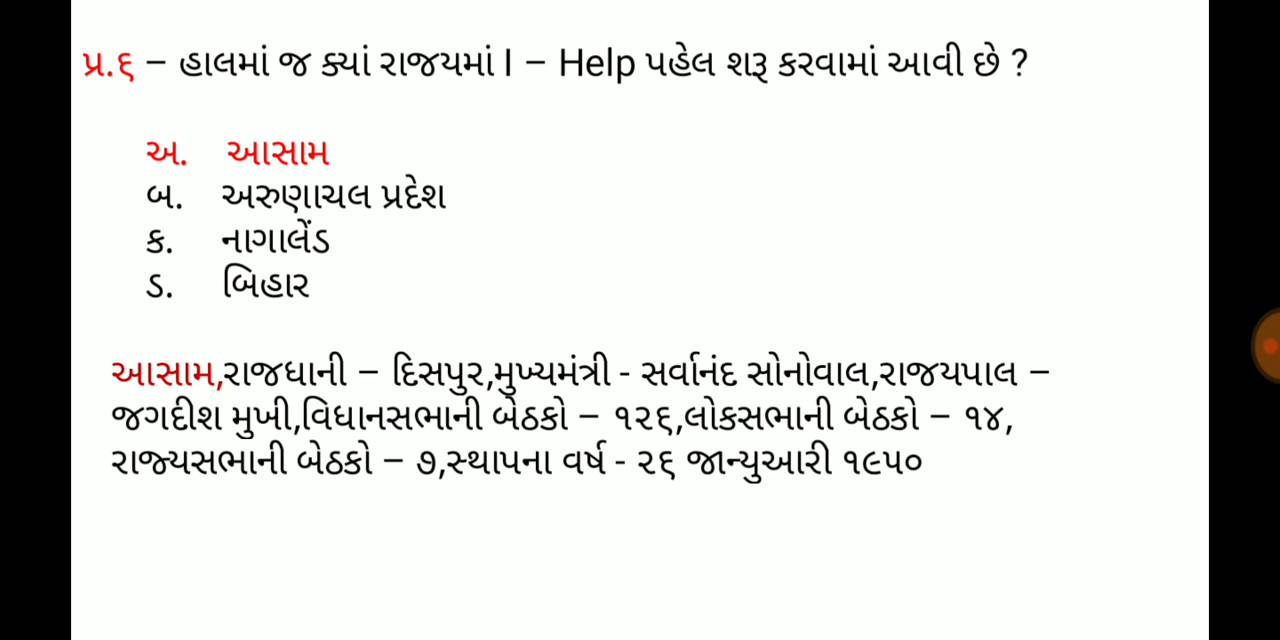 પ્ર.૬ – હાલમાં જ ક્યાં રાજયમાં I – Help પહેલ શરૂ કરવામાં આવી છે ?
અ. આસામ
બ. અરુણાચલ પ્રદેશ
ક. નાગાલેંડ
ડ. બિહાર
આસામ,રાજધાની – દિસપુર,મુખ્યમંત્રી - સર્વાનંદ સોનોવાલ,રાજયપાલ –
જગદીશ મુખી,વિધાનસભાની બેઠકો – ૧૨૬,લોકસભાની બેઠકો – ૧૪,
રાજ્યસભાની બેઠકો – ૭,સ્થાપના વર્ષ - ૨૬ જાન્યુઆરી ૧૯૫૦